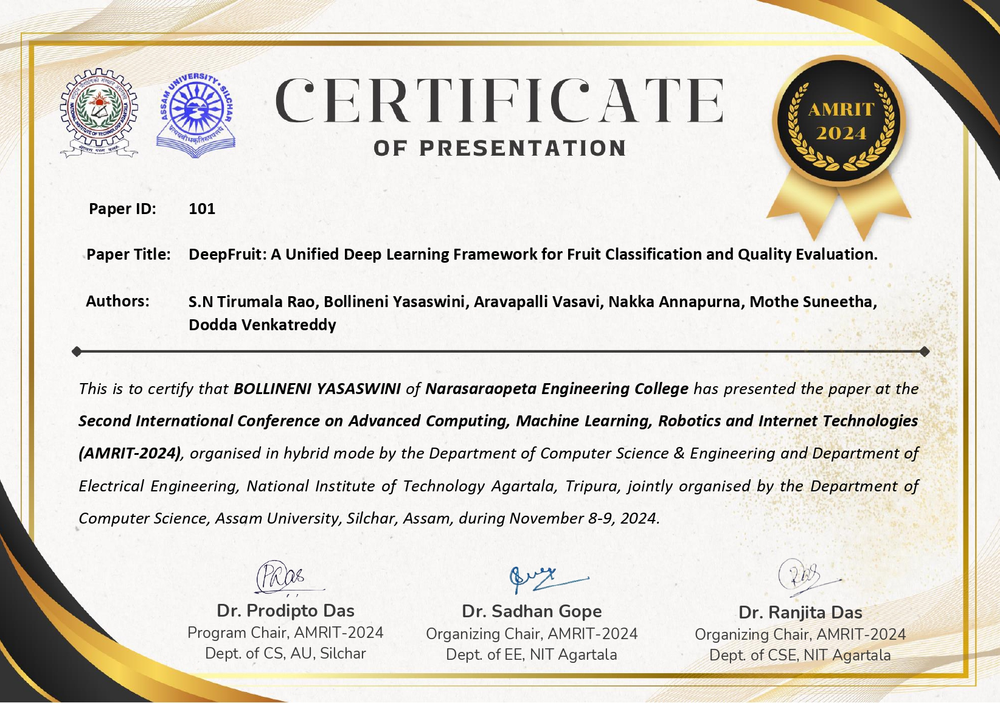 NATIONAL INSTITUTE OF TECHNOLOGY AGARTALA
ASSAM UNIVERSITY • SILCHAR
CERTIFICATE
OF PRESENTATION
AMRIT
2024
Paper ID: 101
Paper Title: DeepFruit: A Unified Deep Learning Framework for Fruit Classification and Quality Evaluation.
Authors: S.N Tirumala Rao, Bollineni Yasaswini, Aravapalli Vasavi, Nakka Annapurna, Mothe Suneetha,
Dodda Venkatreddy
This is to certify that BOLLINENI YASASWINI of Narasaraopeta Engineering College has presented the paper at the
Second International Conference on Advanced Computing, Machine Learning, Robotics and Internet Technologies
(AMRIT-2024), organised in hybrid mode by the Department of Computer Science & Engineering and Department of
Electrical Engineering, National Institute of Technology Agartala, Tripura, jointly organised by the Department of
Computer Science, Assam University, Silchar, Assam, during November 8-9, 2024.
PRDas
Dr. Prodipto Das
Program Chair, AMRIT-2024
Dept. of CS, AU, Silchar
Dr. Sadhan Gope
Organizing Chair, AMRIT-2024
Dept. of EE, NIT Agartala
Dr. Ranjita Das
Organizing Chair, AMRIT-2024
Dept. of CSE, NIT Agartala